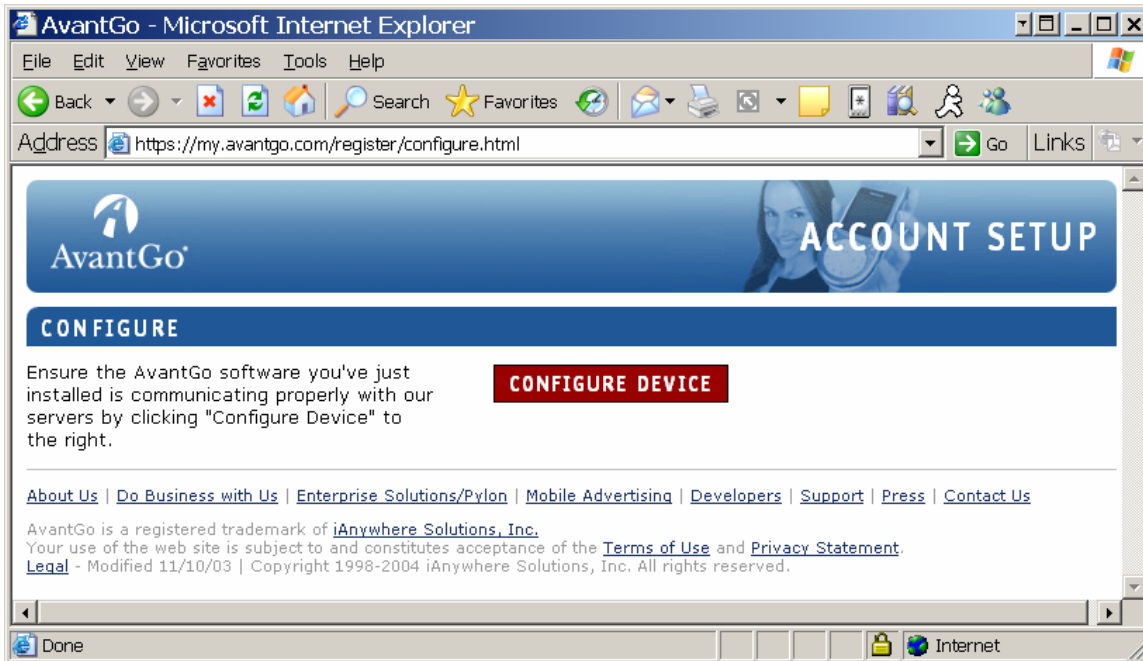 AvantGo - Microsoft Internet Explorer
File Edit View Favorites Tools Help
Back Search Favorites
Address https://my.avantgo.com/register/configure.html Go Links
AvantGo
ACCOUNT SETUP
CONFIGURE
Ensure the AvantGo software you've just
installed is communicating properly with our
servers by clicking "Configure Device" to
the right.
CONFIGURE DEVICE
About Us | Do Business with Us | Enterprise Solutions/Pylon | Mobile Advertising | Developers | Support | Press | Contact Us
AvantGo is a registered trademark of iAnywhere Solutions, Inc.
Your use of the web site is subject to and constitutes acceptance of the Terms of Use and Privacy Statement.
Legal - Modified 11/10/03 | Copyright 1998-2004 iAnywhere Solutions, Inc. All rights reserved.
Done Internet